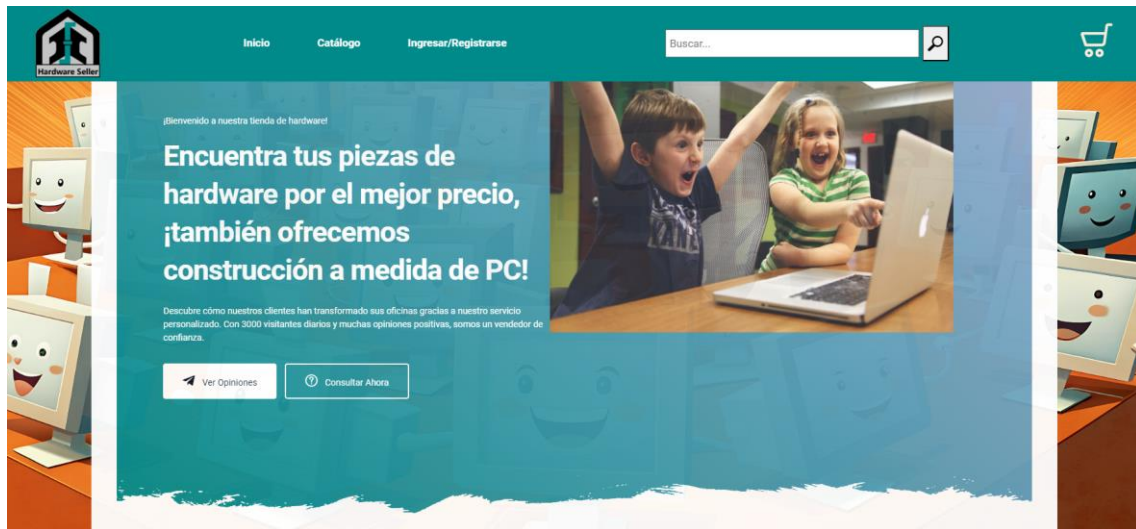 Hardware Seller
Inicio
Catálogo
Ingresar/Registrarse
Buscar...
¡Bienvenido a nuestra tienda de hardware!
Encuentra tus piezas de
hardware por el mejor precio,
¡también ofrecemos
construcción a medida de PC!
Descubre cómo nuestros clientes han transformado sus oficinas gracias a nuestro servicio
personalizado. Con 3000 visitantes diarios y muchas opiniones positivas, somos un vendedor de
confianza.
Ver Opiniones
Consultar Ahora